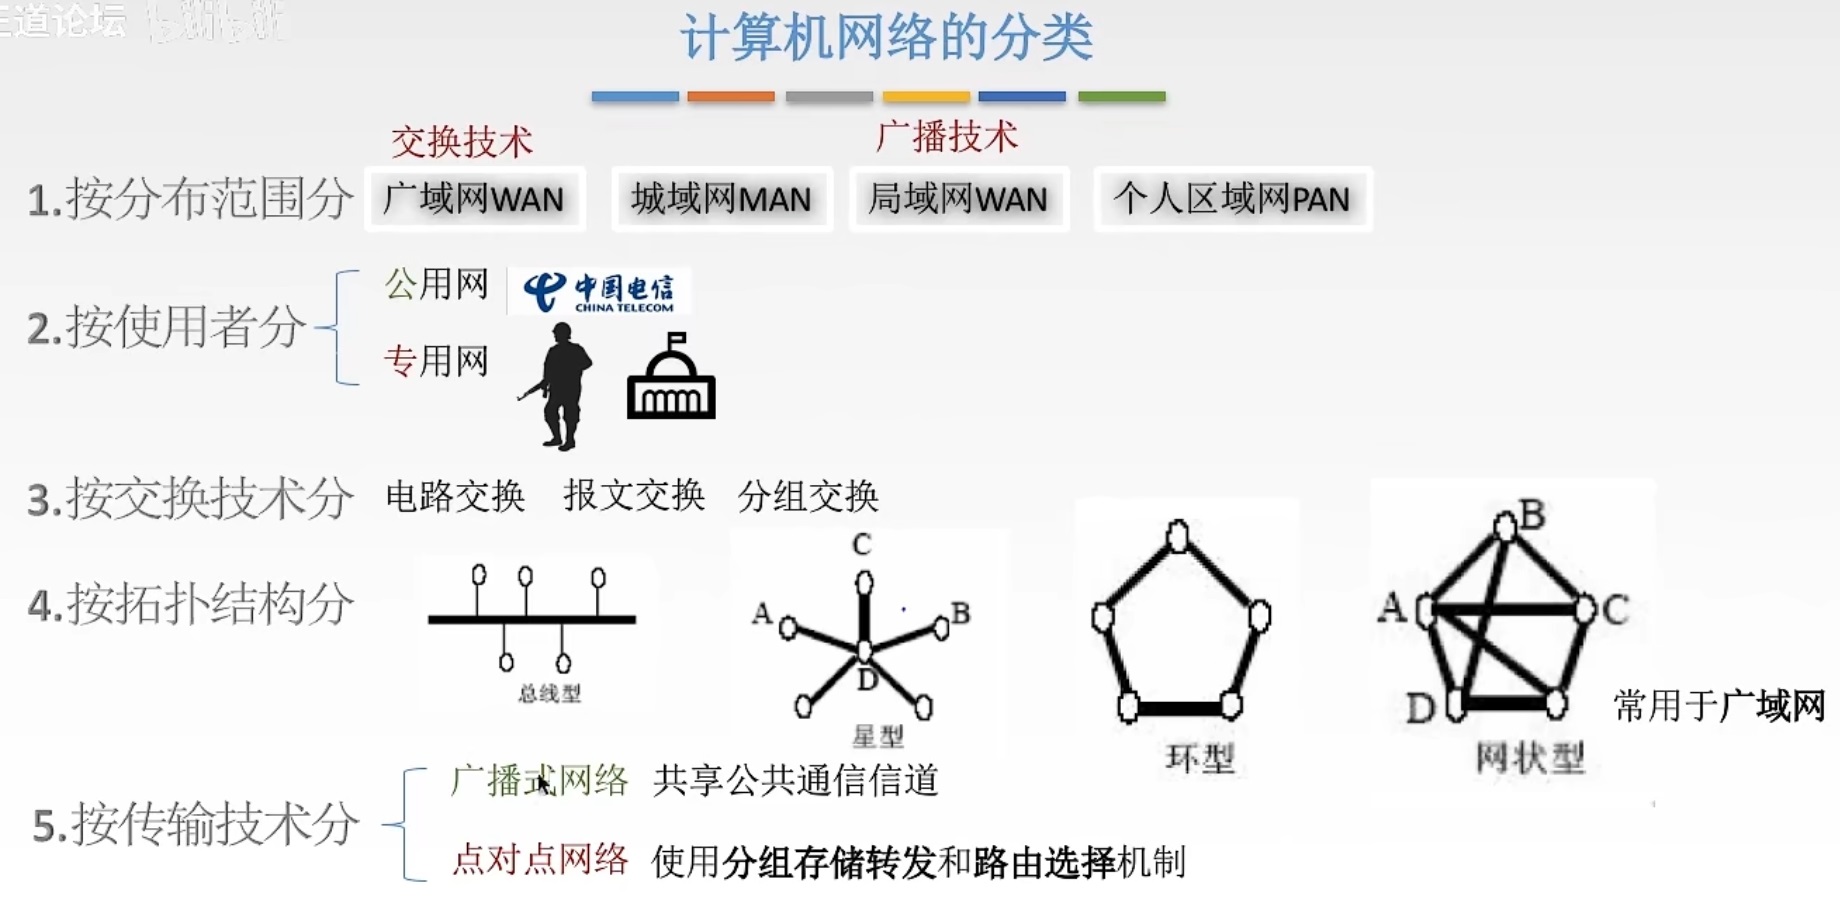 王道论坛 bilibili
计算机网络的分类
交换技术 广播技术
1.按分布范围分 广域网WAN 城域网MAN 局域网WAN 个人区域网PAN
公用网 中国电信
CHINA TELECOM
2.按使用者分
专用网
3.按交换技术分 电路交换 报文交换 分组交换
4.按拓扑结构分
总线型
C
A B
D
星型
环型
B
A C
D
网状型
常用于广域网
广播式网络 共享公共通信信道
5.按传输技术分
点对点网络 使用分组存储转发和路由选择机制